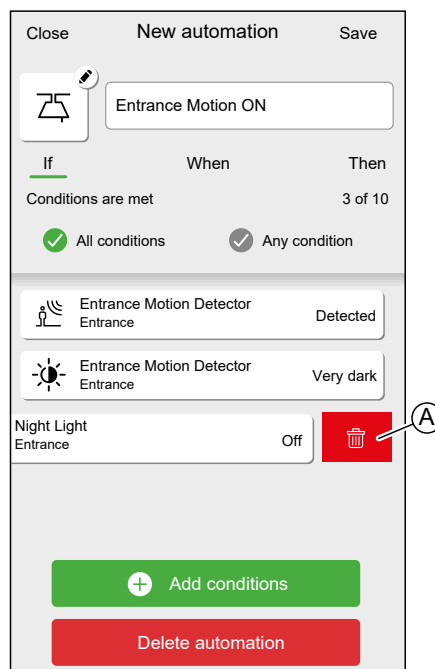 Close New automation Save
Entrance Motion ON
If When Then
Conditions are met 3 of 10
All conditions Any condition
Entrance Motion Detector
Entrance
Detected
Entrance Motion Detector
Entrance
Very dark
Night Light
Entrance
Off
A
Add conditions
Delete automation